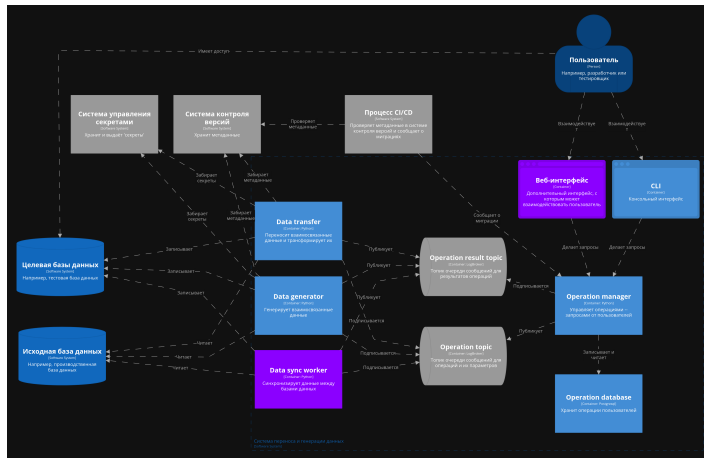 Пользователь
[Person]
Например, разработчик или
тестировщик
Имеет доступ
Система управления
секретами
[Software System]
Хранит и выдаёт "секреты"
Система контроля
версий
[Software System]
Хранит метаданные
Процесс CI/CD
[Software System]
Проверяет метаданные в системе
контроля версий и сообщает о
миграциях
Проверяет
метаданные
Взаимодействует
Взаимодействует
Забирает
секреты
Забирает
метаданные
Веб-интерфейс
[Container]
Дополнительный интерфейс, с
которым может
взаимодействовать пользователь
CLI
[Container]
Консольный интерфейс
Забирает
секреты
Забирает
метаданные
Сообщает о
миграции
Data transfer
[Container: Python]
Переносит взаимосвязанные
данные и трансформирует их
Целевая базы данных
[Software System]
Например, тестовая база данных
Записывает
Записывает
Записывает
Публикует
Публикует
Публикует
Operation result topic
Топик очереди сообщений для
результатов операций
Делает запросы
Делает запросы
Data generator
[Container: Python]
Генерирует взаимосвязанные
данные
Подписывается
Operation manager
[Container: Python]
Управляет операциями –
запросами от пользователей
Исходная база данных
[Software System]
Например, производственная
база данных
Читает
Читает
Читает
Подписывается
Подписывается
Подписывается
Data sync worker
[Container: Python]
Синхронизирует данные между
базами данных
Operation topic
Топик очереди сообщений для
операций и их параметров
Публикует
Записывает и
читает
Operation database
[Container: Postgres]
Хранит операции пользователей
Система переноса и генерации данных
[Software System]